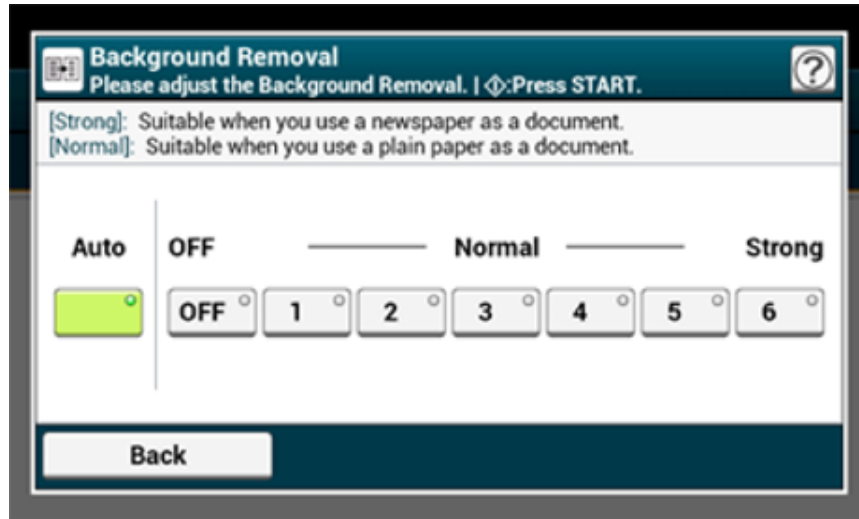 Background Removal
Please adjust the Background Removal. | :Press START.
?
[Strong]: Suitable when you use a newspaper as a document.
[Normal]: Suitable when you use a plain paper as a document.
Auto OFF Normal Strong
OFF 1 2 3 4 5 6
Back